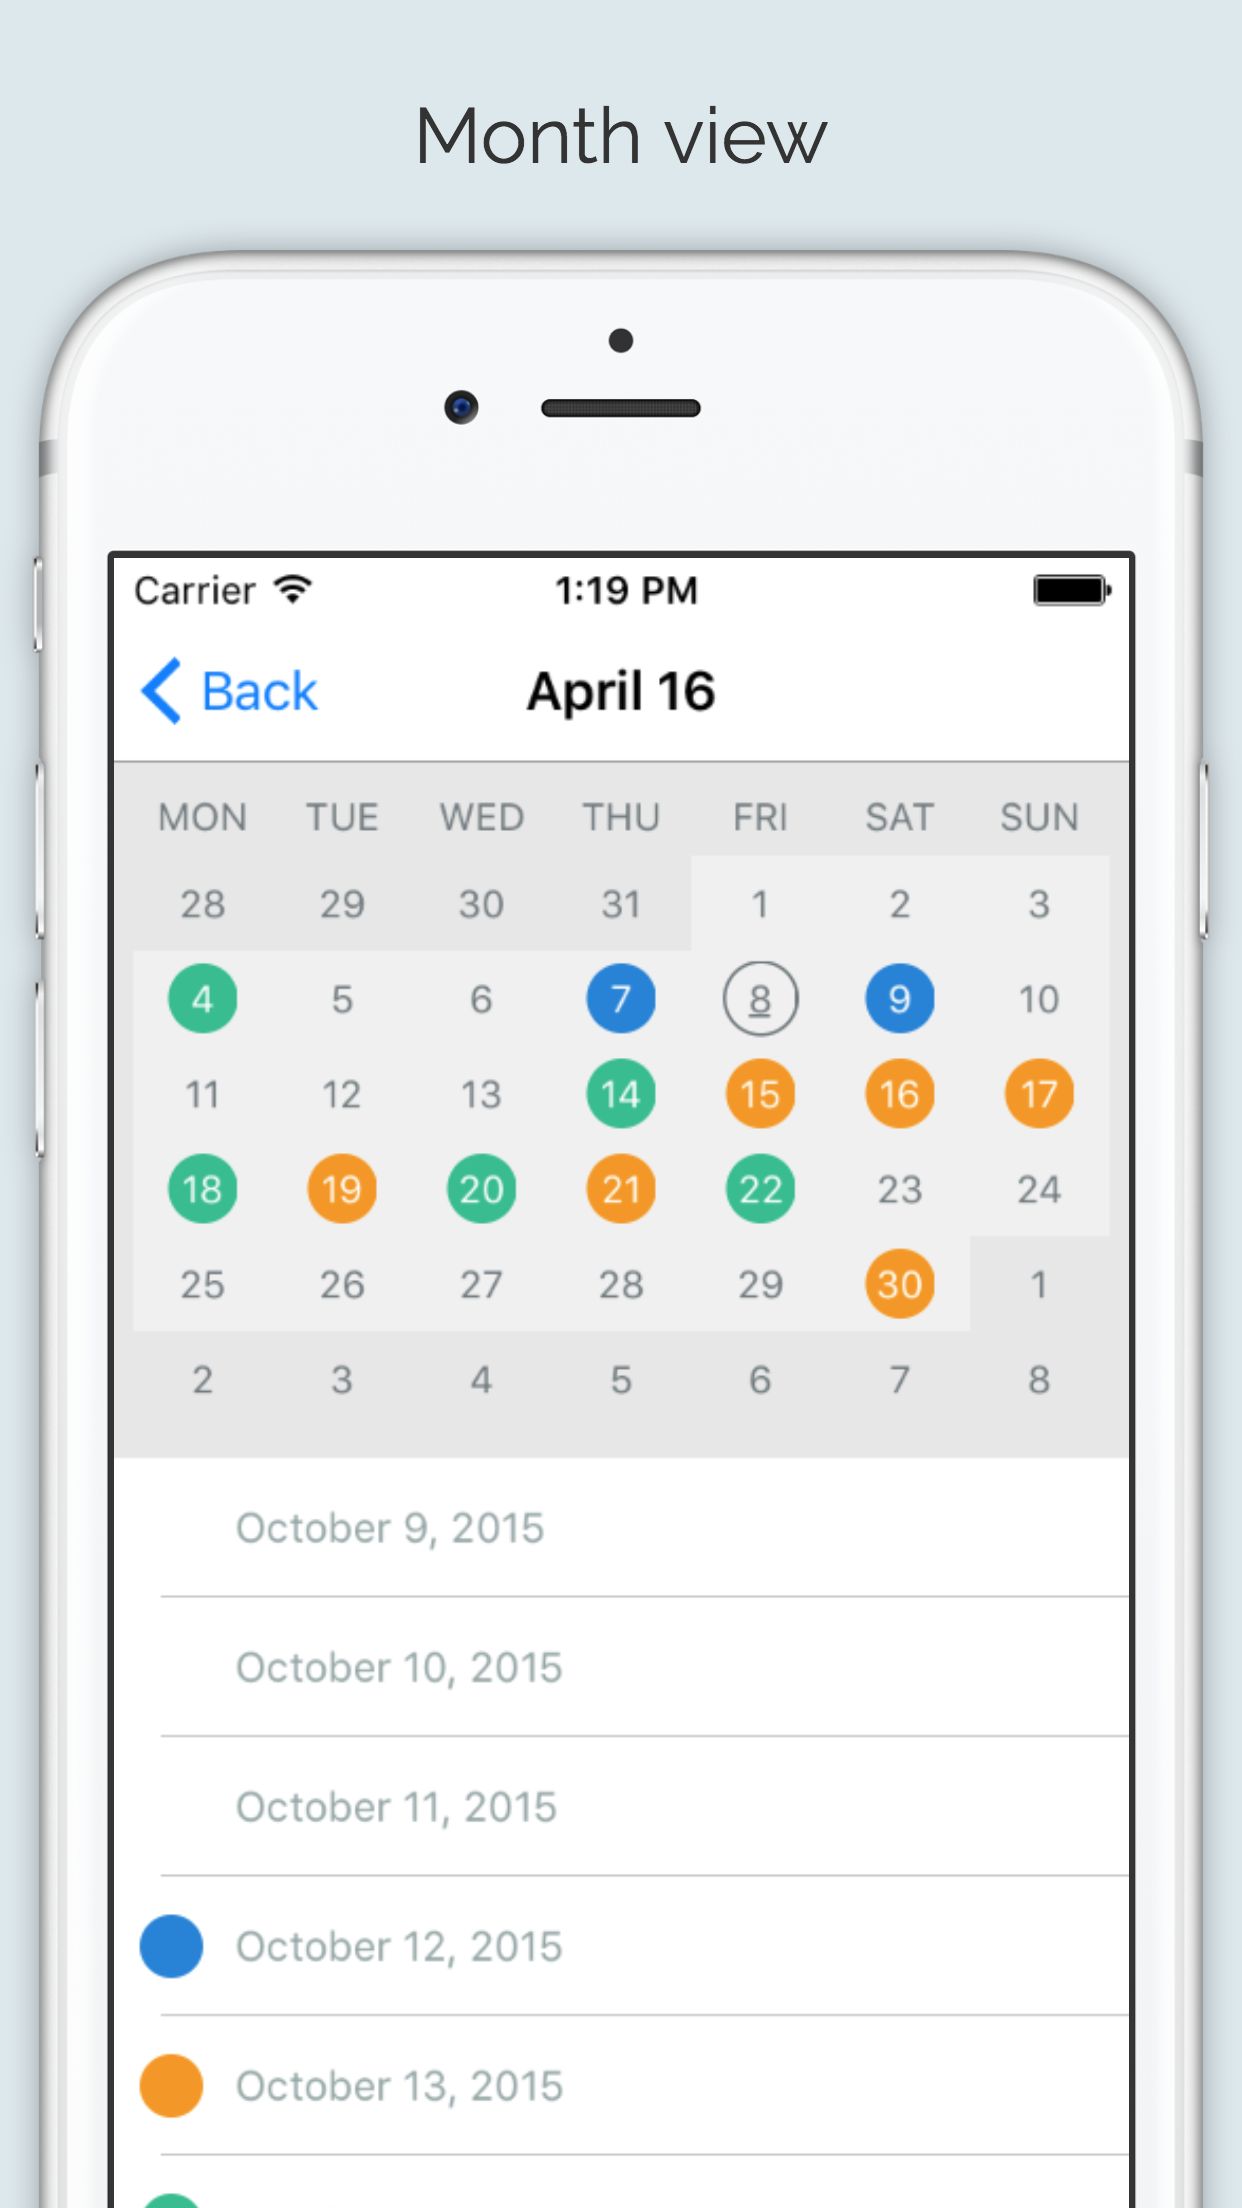 Month view
Carrier 1:19 PM
Back April 16
MON TUE WED THU FRI SAT SUN
28 29 30 31 1 2 3
4 5 6 7 8 9 10
11 12 13 14 15 16 17
18 19 20 21 22 23 24
25 26 27 28 29 30 1
2 3 4 5 6 7 8
October 9, 2015
October 10, 2015
October 11, 2015
October 12, 2015
October 13, 2015